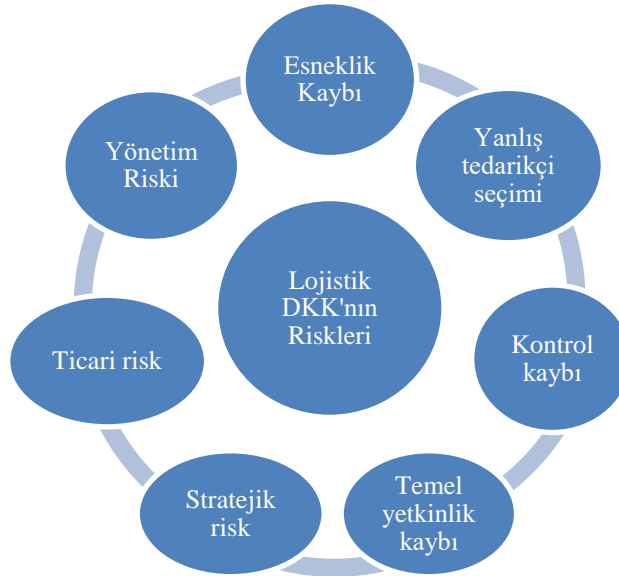 Esneklik
Kaybı
Yanlış
tedarikçi
seçimi
Kontrol
kaybı
Temel
yetkinlik
kaybı
Stratejik
risk
Ticari risk
Yönetim
Riski
Lojistik
DKK'nın
Riskleri